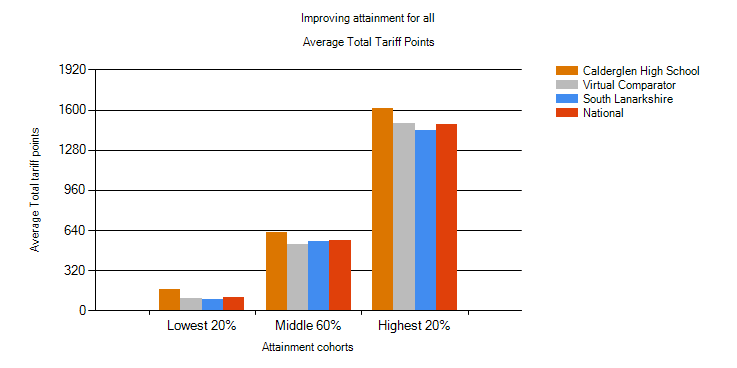 Improving attainment for all
Average Total Tariff Points
Average Total tariff points
1920
1600
1280
960
640
320
0
Lowest 20%
Middle 60%
Highest 20%
Attainment cohorts
Calderglen High School
Virtual Comparator
South Lanarkshire
National